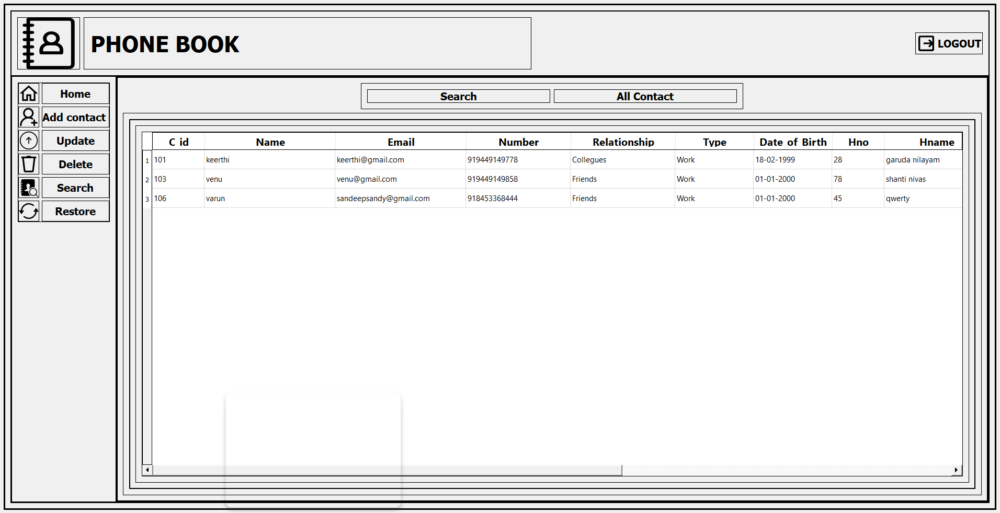 PHONE BOOK
LOGOUT
Home
Add contact
Update
Delete
Search
Restore
Search All Contact
C id Name Email Number Relationship Type Date of Birth Hno Hname
1 101 keerthi keerthi@gmail.com 919449149778 Collegues Work 18-02-1999 28 garuda nilayam
2 103 venu venu@gmail.com 919449149858 Friends Work 01-01-2000 78 shanti nivas
3 106 varun sandeepsandy@gmail.com 918453368444 Friends Work 01-01-2000 45 qwerty